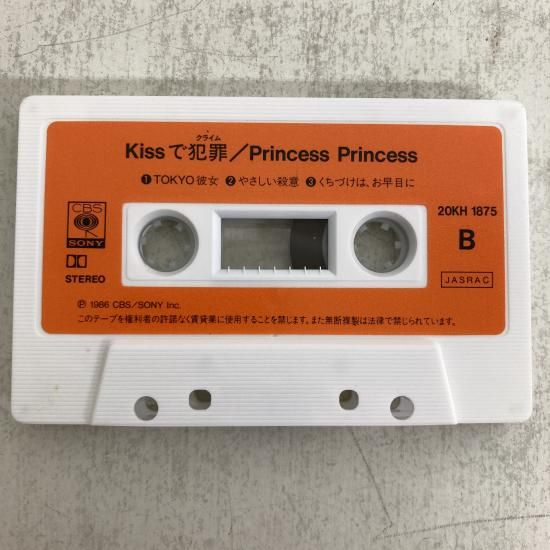 クライム
Kissで犯罪／Princess Princess
❶TOKYO彼女 ❷やさしい殺意 ❸くちづけは、お早目に
CBS
SONY
20KH 1875
B
STEREO
JASRAC
Ⓟ 1986 CBS/SONY Inc.
このテープを権利者の許諾なく賃貸業に使用することを禁じます。また無断複製は法律で禁じられています。